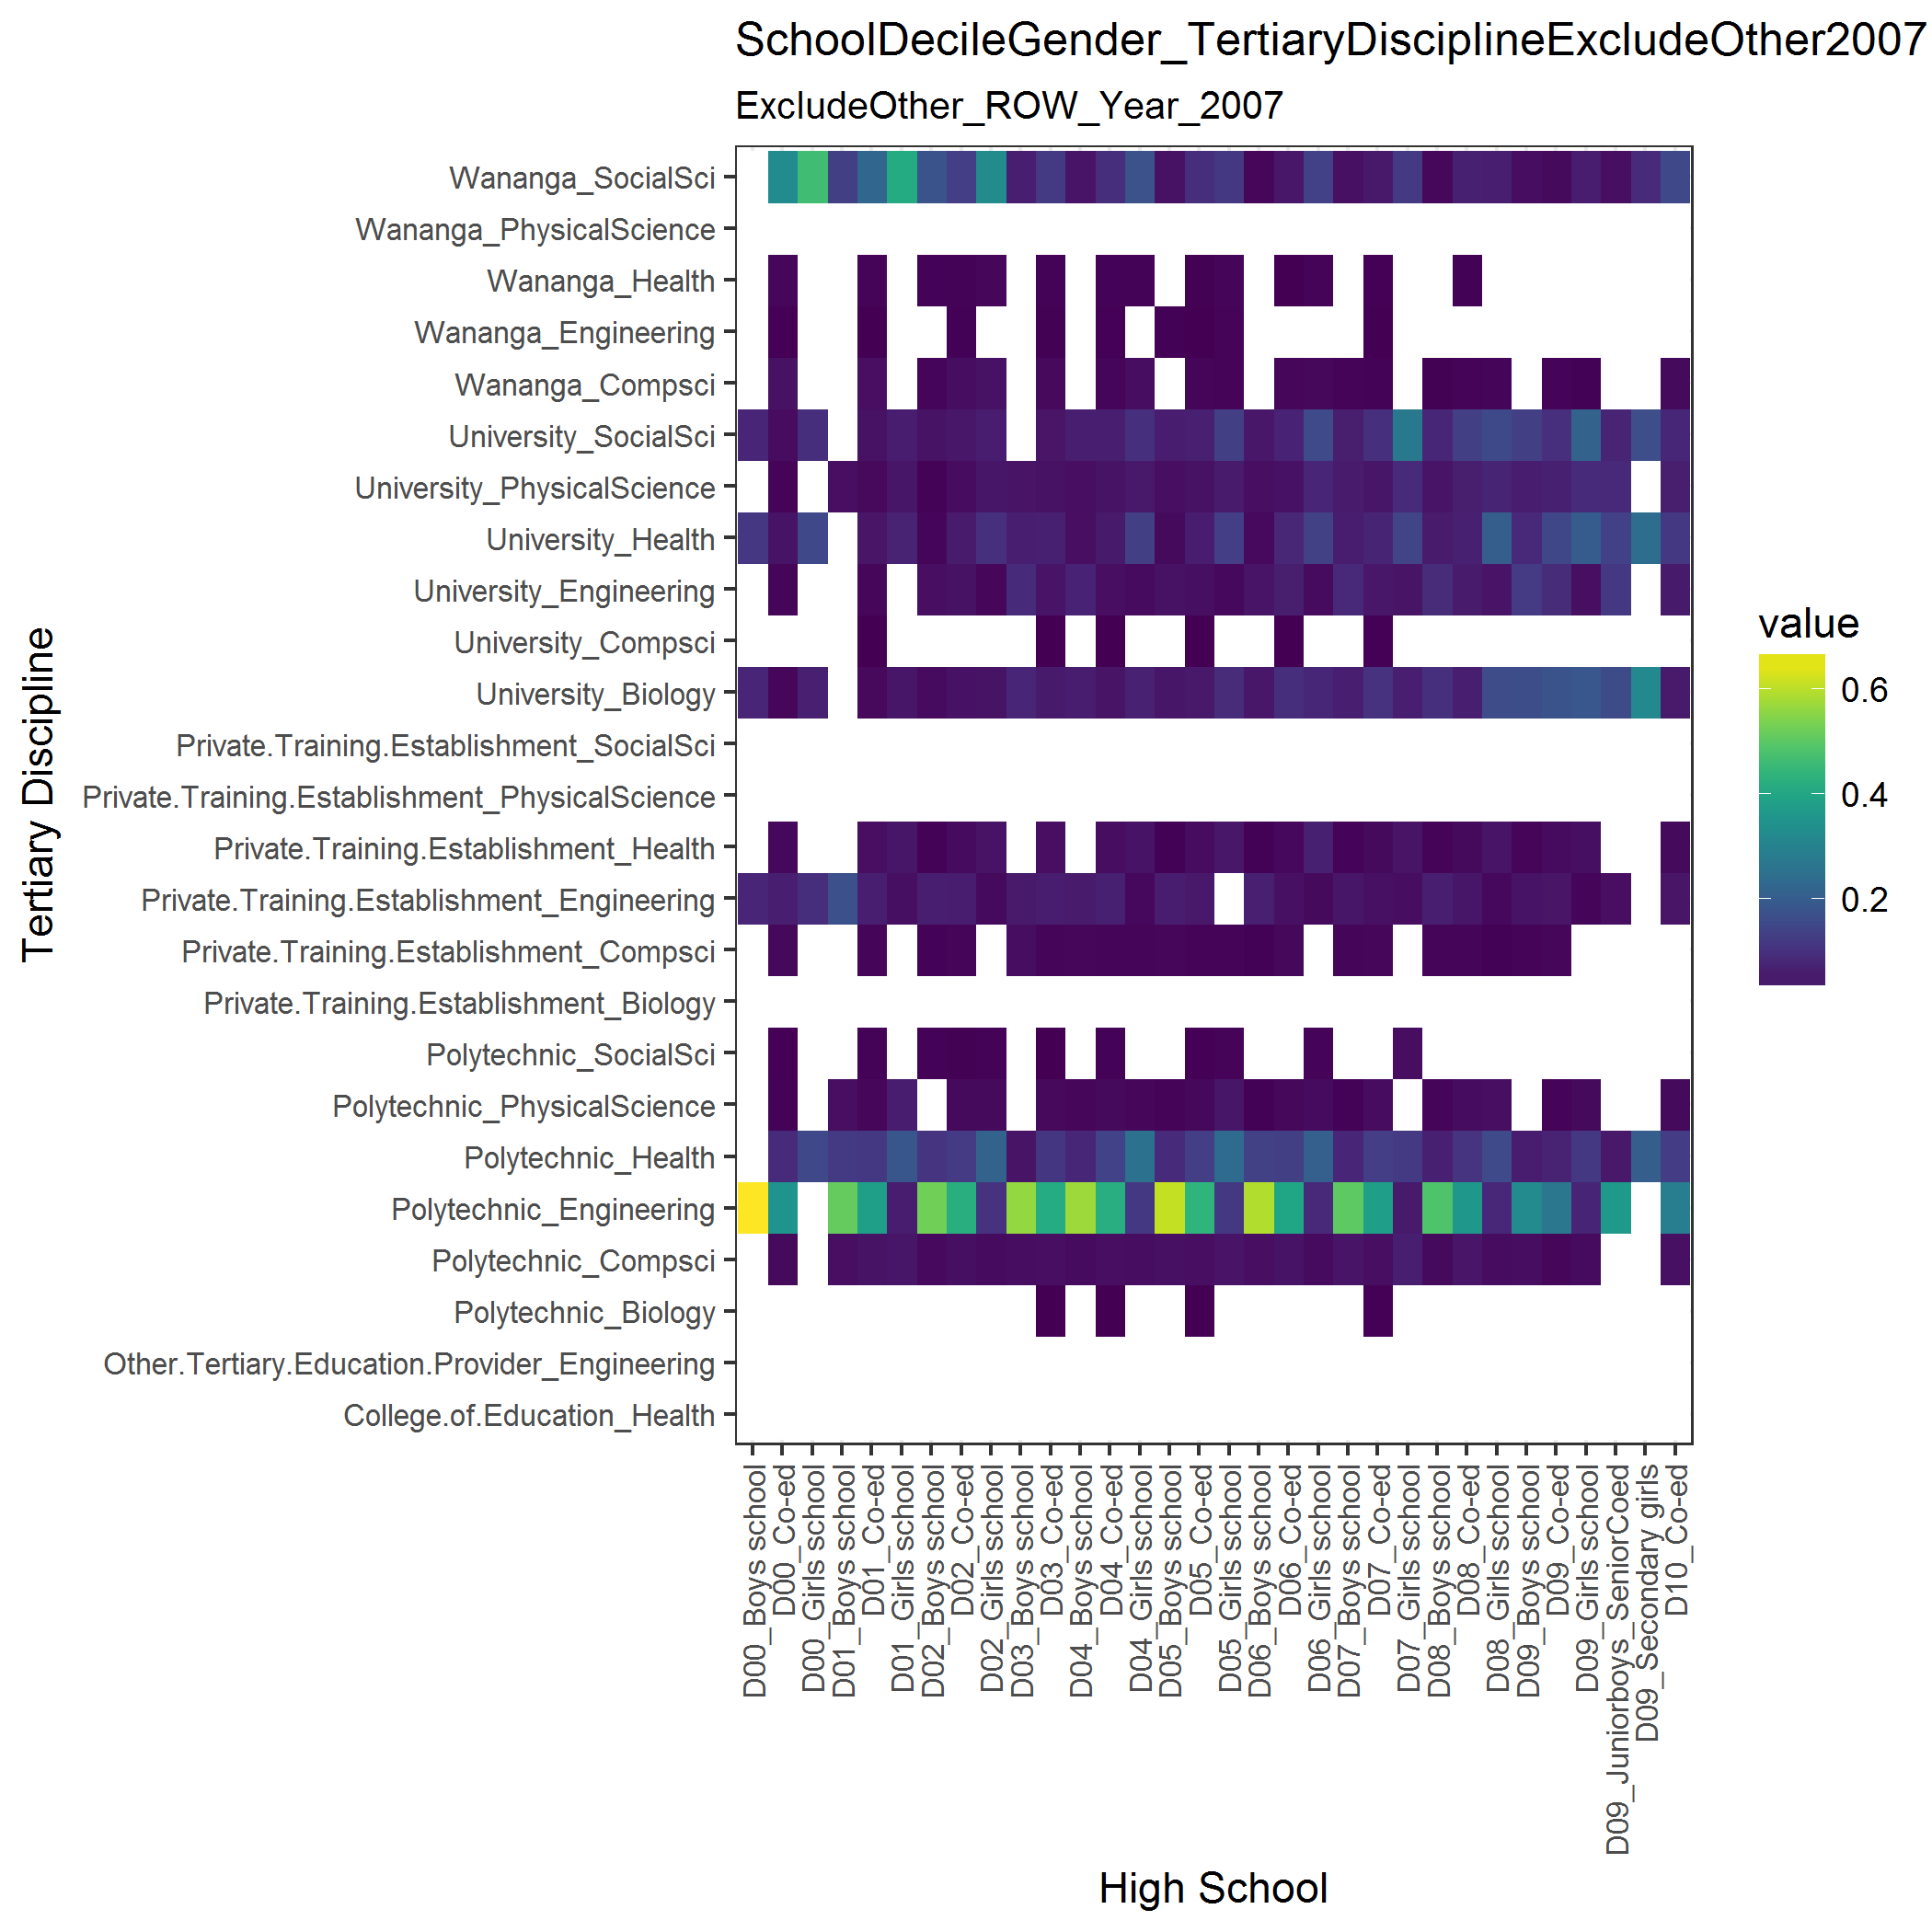 SchoolDecileGender_TertiaryDisciplineExcludeOther2007
ExcludeOther_ROW_Year_2007
Tertiary Discipline
Wananga_SocialSci
Wananga_PhysicalScience
Wananga_Health
Wananga_Engineering
Wananga_Compsci
University_SocialSci
University_PhysicalScience
University_Health
University_Engineering
University_Compsci
University_Biology
Private.Training.Establishment_SocialSci
Private.Training.Establishment_PhysicalScience
Private.Training.Establishment_Health
Private.Training.Establishment_Engineering
Private.Training.Establishment_Compsci
Private.Training.Establishment_Biology
Polytechnic_SocialSci
Polytechnic_PhysicalScience
Polytechnic_Health
Polytechnic_Engineering
Polytechnic_Compsci
Polytechnic_Biology
Other.Tertiary.Education.Provider_Engineering
College.of.Education_Health
D00_Boys school
D00_Co-ed
D00_Girls school
D01_Boys school
D01_Co-ed
D01_Girls school
D02_Boys school
D02_Co-ed
D02_Girls school
D03_Boys school
D03_Co-ed
D04_Boys school
D04_Co-ed
D04_Girls school
D05_Boys school
D05_Co-ed
D05_Girls school
D06_Boys school
D06_Co-ed
D06_Girls school
D07_Boys school
D07_Co-ed
D07_Girls school
D08_Boys school
D08_Co-ed
D08_Girls school
D09_Boys school
D09_Co-ed
D09_Girls school
D09_Juniorboys_SeniorCoed
D09_Secondary girls
D10_Co-ed
High School
value
0.6
0.4
0.2